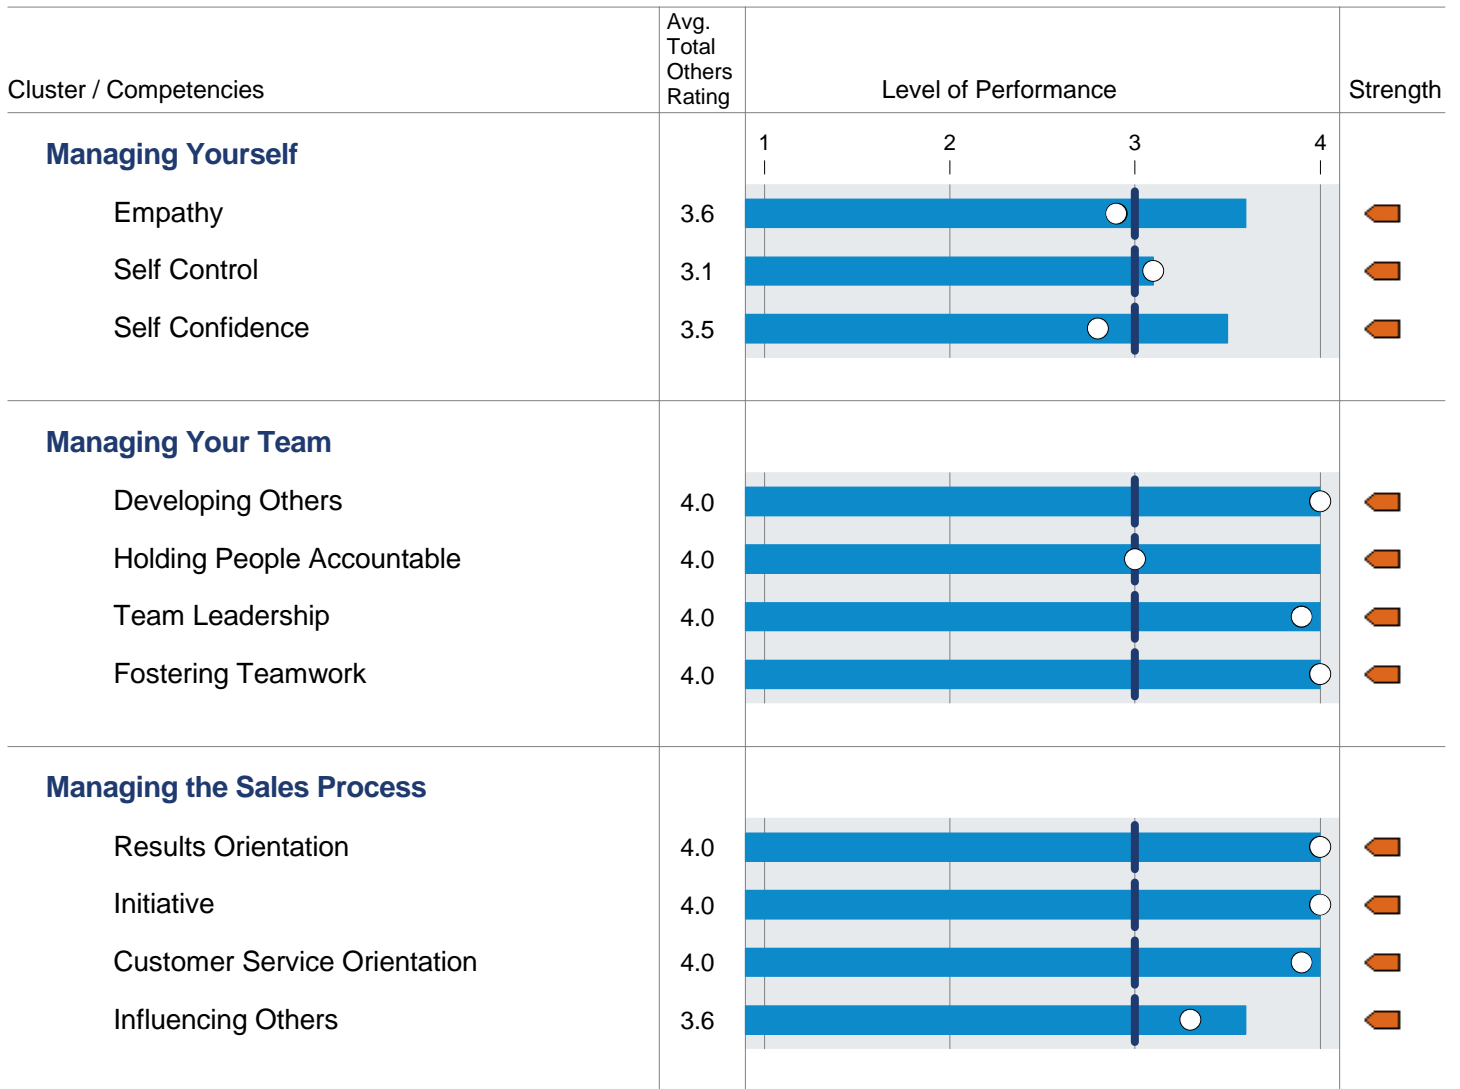 Avg.
Total
Others
Rating
Cluster / Competencies
Level of Performance
Strength
Managing Yourself
1 2 3 4
Empathy 3.6
Self Control 3.1
Self Confidence 3.5
Managing Your Team
Developing Others 4.0
Holding People Accountable 4.0
Team Leadership 4.0
Fostering Teamwork 4.0
Managing the Sales Process
Results Orientation 4.0
Initiative 4.0
Customer Service Orientation 4.0
Influencing Others 3.6